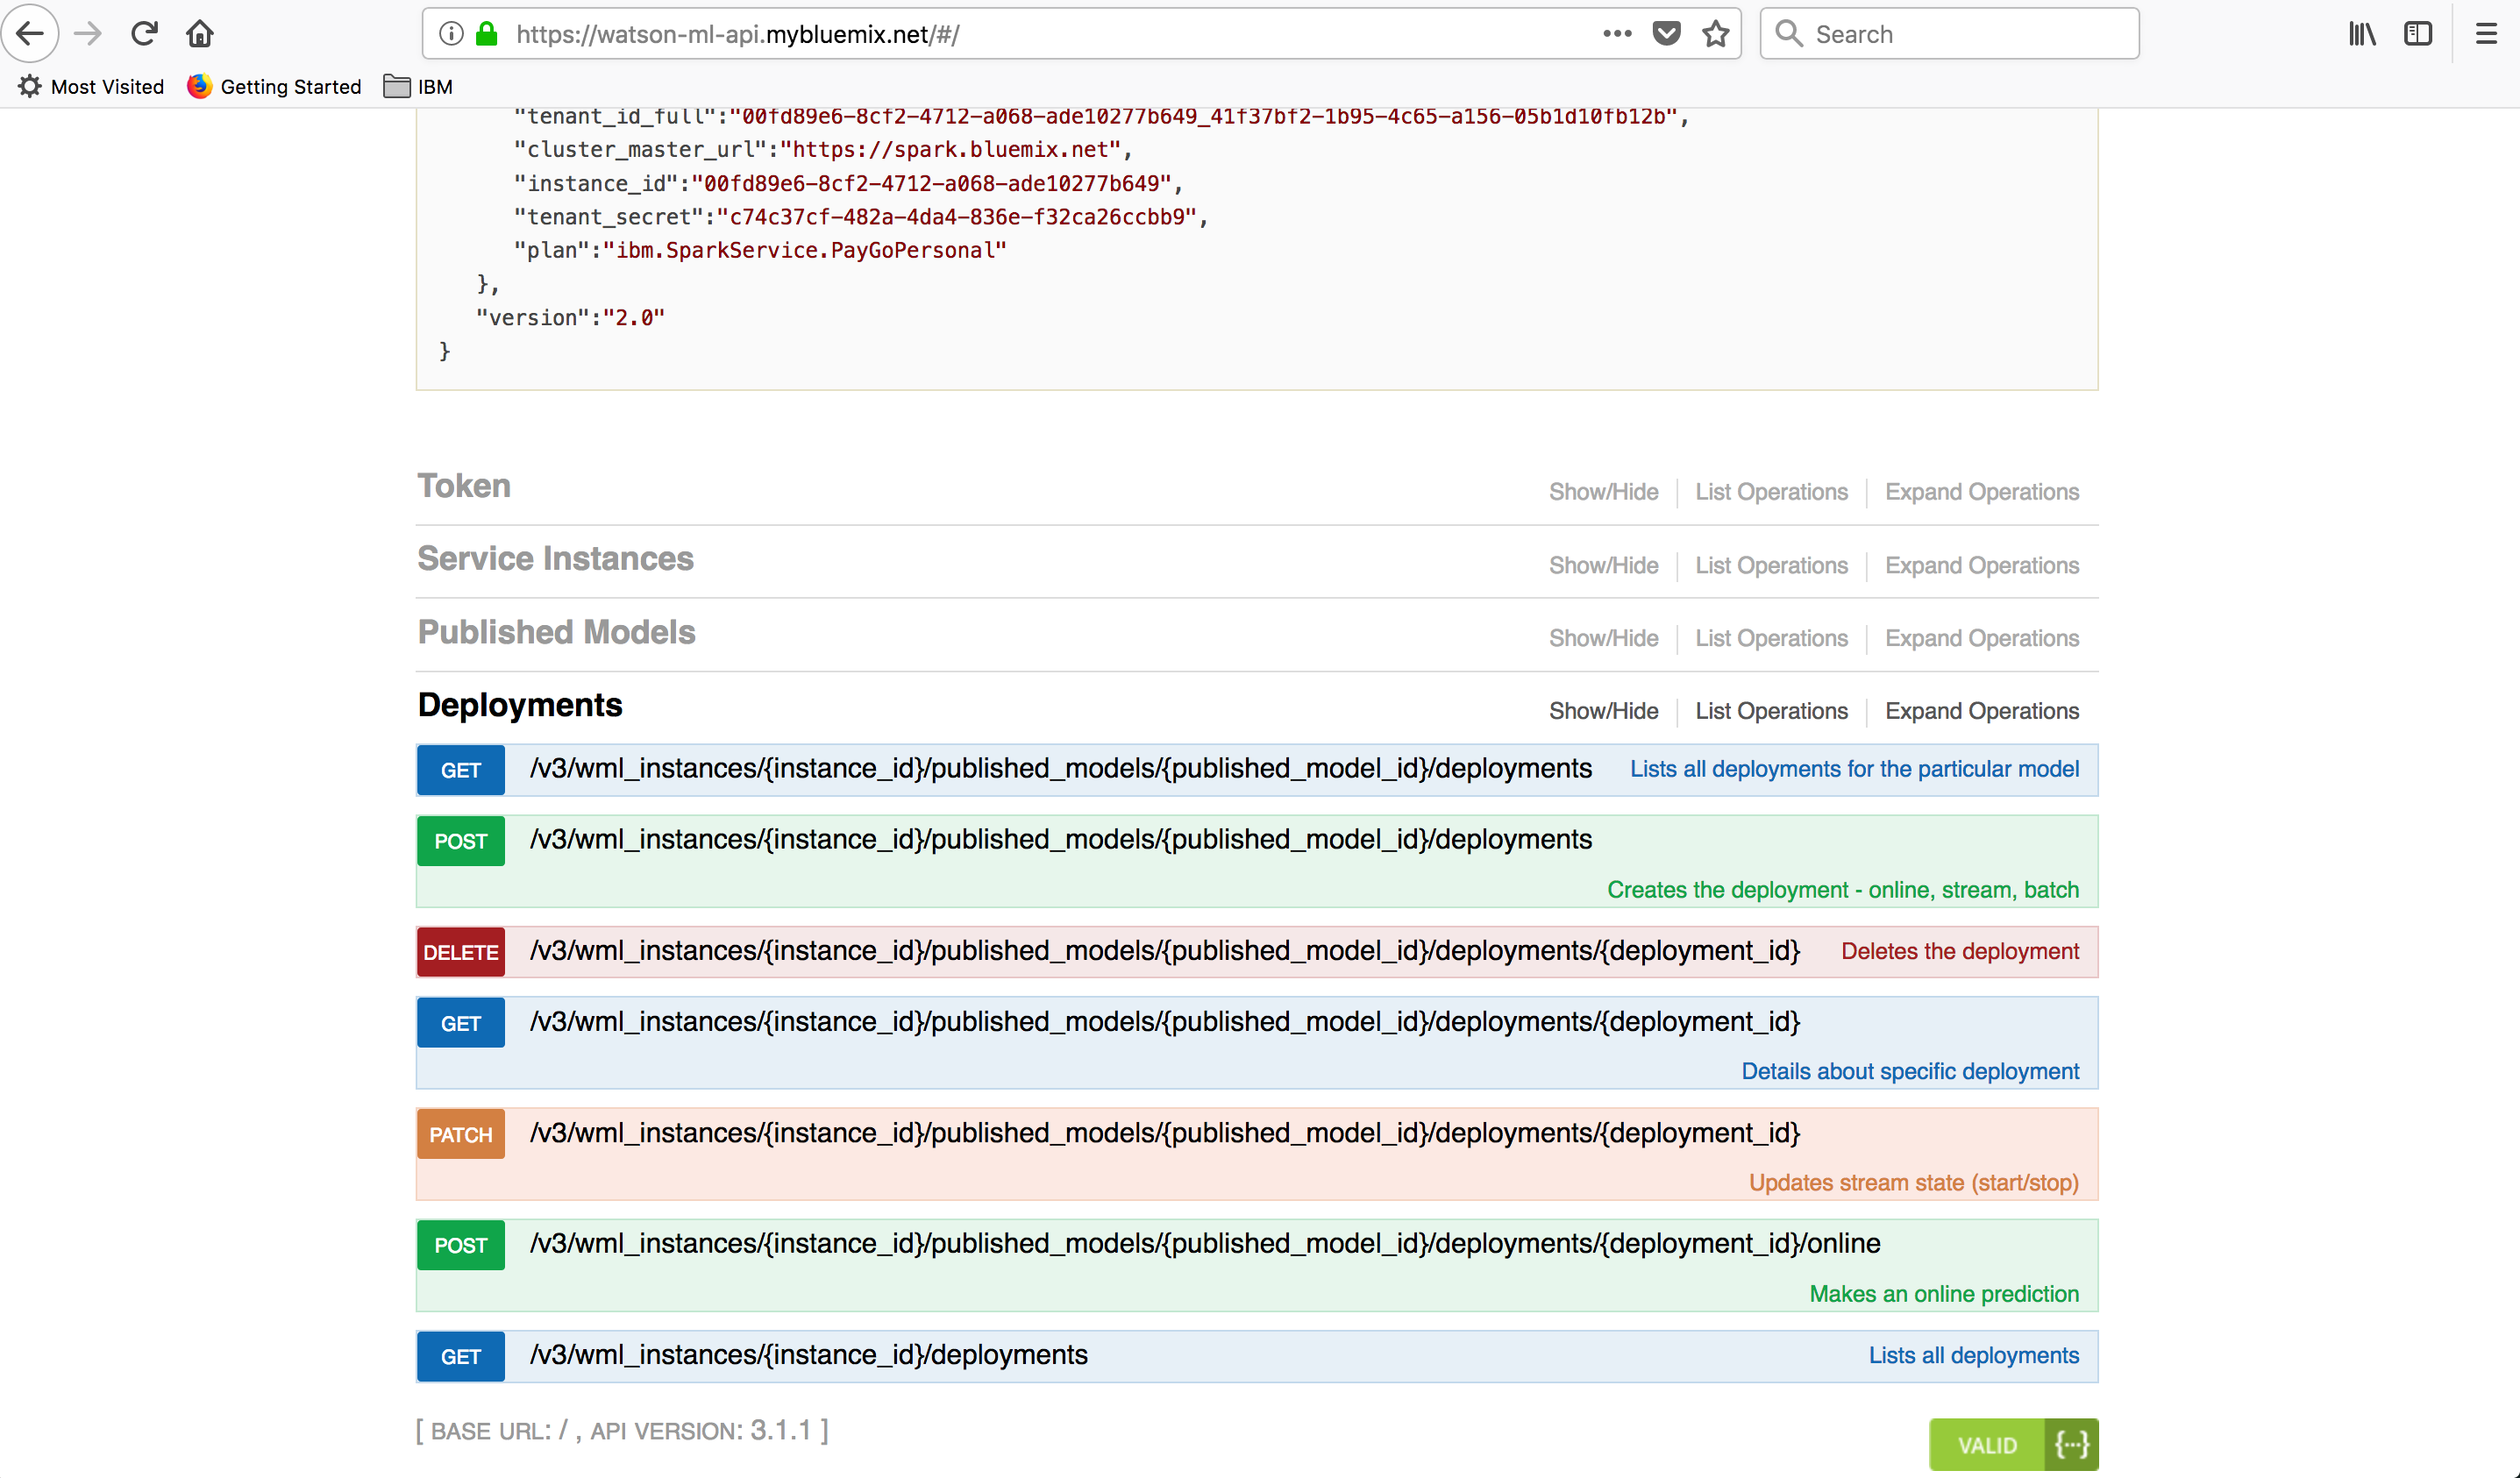 https://watson-ml-api.mybluemix.net/#/
Search
Most Visited
Getting Started
IBM
"tenant_id_full":"00fd89e6-8cf2-4712-a068-ade10277b649_41f37bf2-1b95-4c65-a156-05b1d10fb12b",
"cluster_master_url":"https://spark.bluemix.net",
"instance_id":"00fd89e6-8cf2-4712-a068-ade10277b649",
"tenant_secret":"c74c37cf-482a-4da4-836e-f32ca26ccbb9",
"plan":"ibm.SparkService.PayGoPersonal"
},
"version":"2.0"
}
Token Show/Hide List Operations Expand Operations
Service Instances Show/Hide List Operations Expand Operations
Published Models Show/Hide List Operations Expand Operations
Deployments Show/Hide List Operations Expand Operations
GET /v3/wml_instances/{instance_id}/published_models/{published_model_id}/deployments Lists all deployments for the particular model
POST /v3/wml_instances/{instance_id}/published_models/{published_model_id}/deployments
Creates the deployment - online, stream, batch
DELETE /v3/wml_instances/{instance_id}/published_models/{published_model_id}/deployments/{deployment_id} Deletes the deployment
GET /v3/wml_instances/{instance_id}/published_models/{published_model_id}/deployments/{deployment_id}
Details about specific deployment
PATCH /v3/wml_instances/{instance_id}/published_models/{published_model_id}/deployments/{deployment_id}
Updates stream state (start/stop)
POST /v3/wml_instances/{instance_id}/published_models/{published_model_id}/deployments/{deployment_id}/online
Makes an online prediction
GET /v3/wml_instances/{instance_id}/deployments Lists all deployments
[ BASE URL: / , API VERSION: 3.1.1 ]
VALID {···}